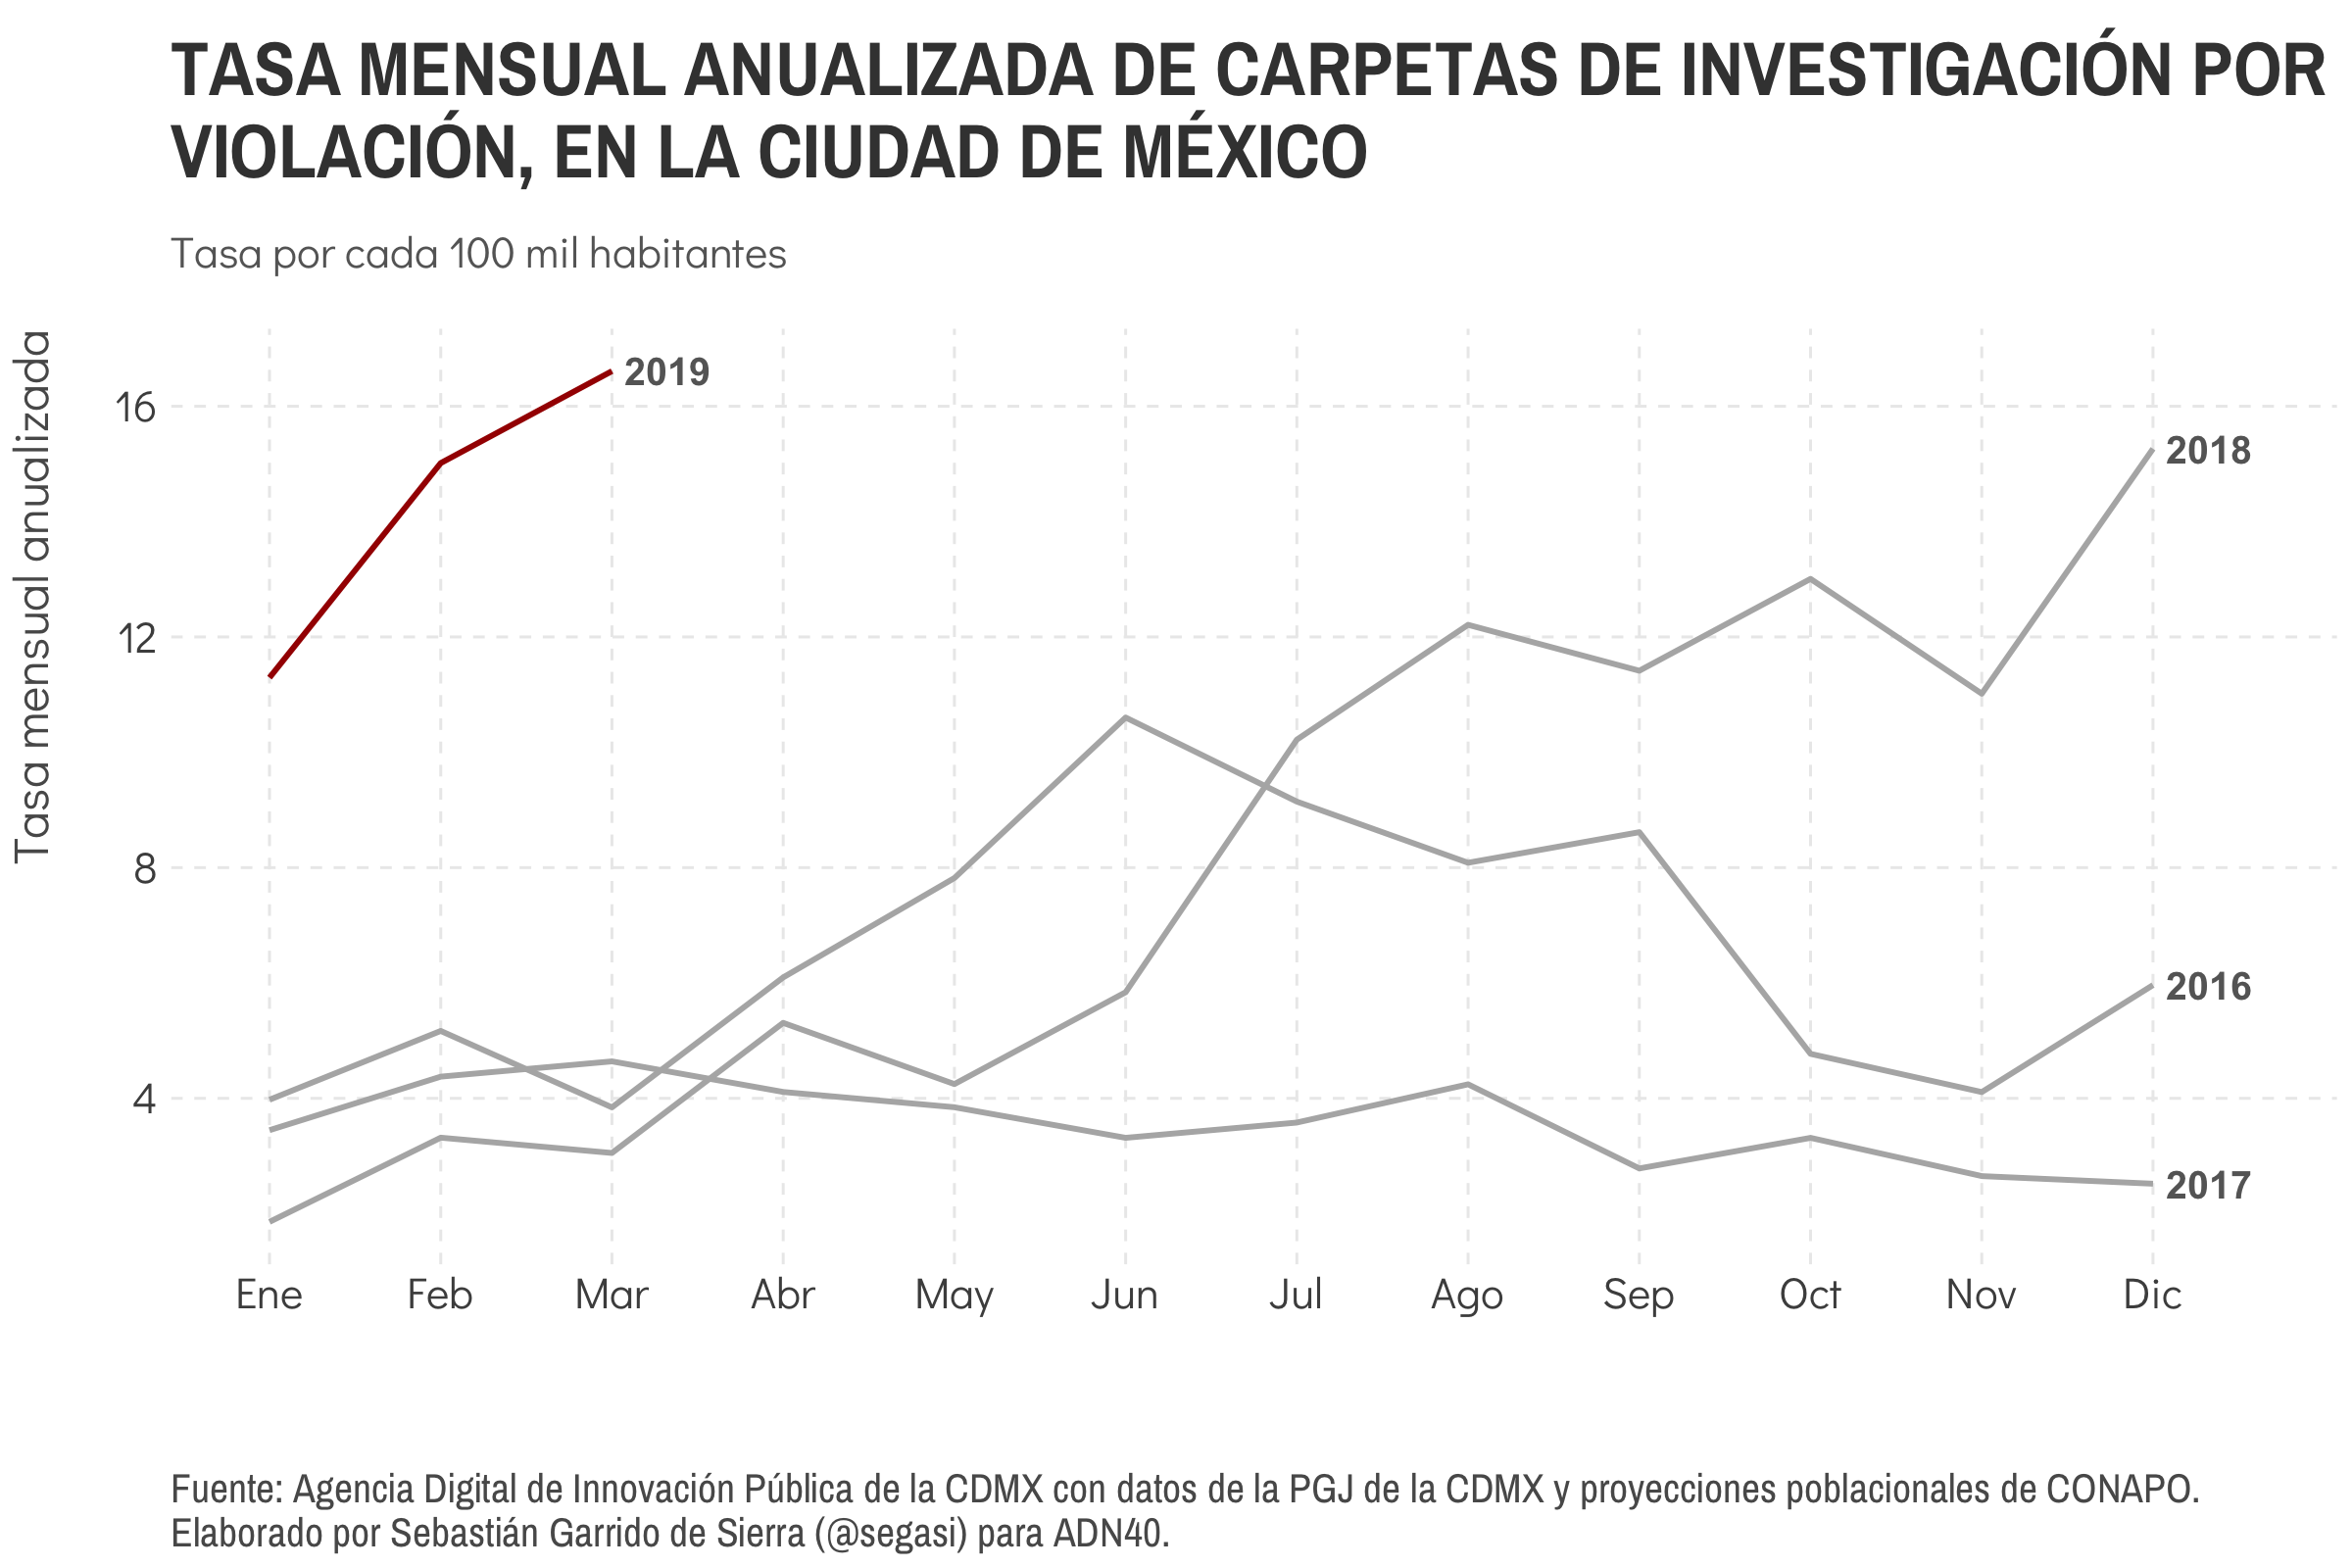 TASA MENSUAL ANUALIZADA DE CARPETAS DE INVESTIGACIÓN POR
VIOLACIÓN, EN LA CIUDAD DE MÉXICO
Tasa por cada 100 mil habitantes
Tasa mensual anualizada
16
12
8
4
2019
2018
2016
2017
Ene Feb Mar Abr May Jun Jul Ago Sep Oct Nov Dic
Fuente: Agencia Digital de Innovación Pública de la CDMX con datos de la PGJ de la CDMX y proyecciones poblacionales de CONAPO.
Elaborado por Sebastián Garrido de Sierra (@segasi) para ADN40.